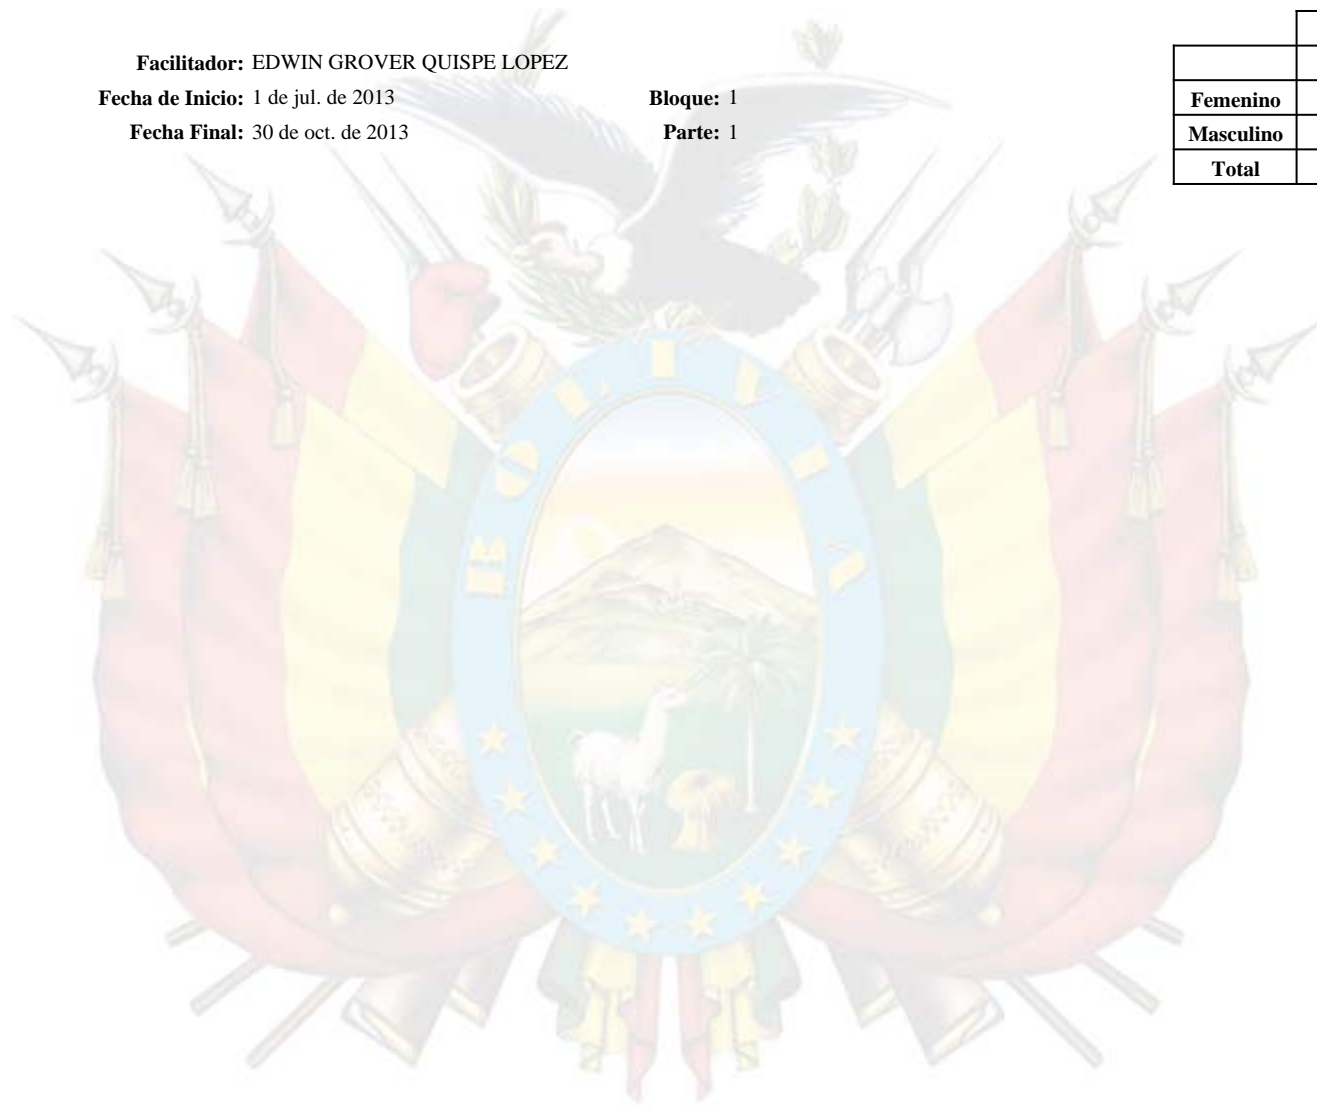 Facilitador: EDWIN GROVER QUISPE LOPEZ
Fecha de Inicio: 1 de jul. de 2013 Bloque: 1
Fecha Final: 30 de oct. de 2013 Parte: 1
Femenino
Masculino
Total
BOLIVIA